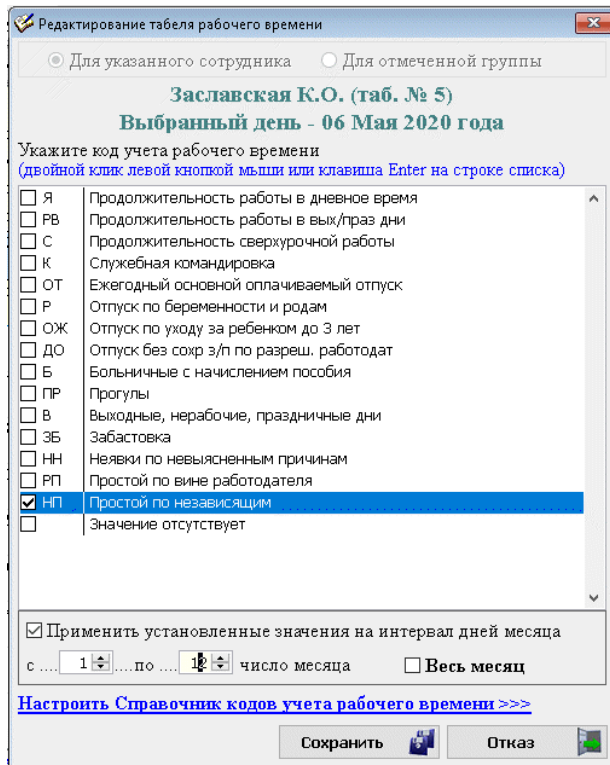 Редактирование табеля рабочего времени
Для указанного сотрудника Для отмеченной группы
Заславская К.О. (таб. № 5)
Выбранный день - 06 Мая 2020 года
Укажите код учета рабочего времени
(двойной клик левой кнопкой мыши или клавиша Enter на строке списка)
Я Продолжительность работы в дневное время
РВ Продолжительность работы в вых/праз дни
С Продолжительность сверхурочной работы
К Служебная командировка
ОТ Ежегодный основной оплачиваемый отпуск
Р Отпуск по беременности и родам
ОЖ Отпуск по уходу за ребенком до 3 лет
ДО Отпуск без сохр з/п по разреш. работодат
Б Больничные с начислением пособия
ПР Прогулы
В Выходные, нерабочие, праздничные дни
ЗБ Забастовка
НН Неявки по невыясненным причинам
РП Простой по вине работодателя
НП Простой по независящим
Значение отсутствует
Применить установленные значения на интервал дней месяца
с .... 1 ....по .... 12 число месяца Весь месяц
Настроить Справочник кодов учета рабочего времени >>>
Сохранить Отказ